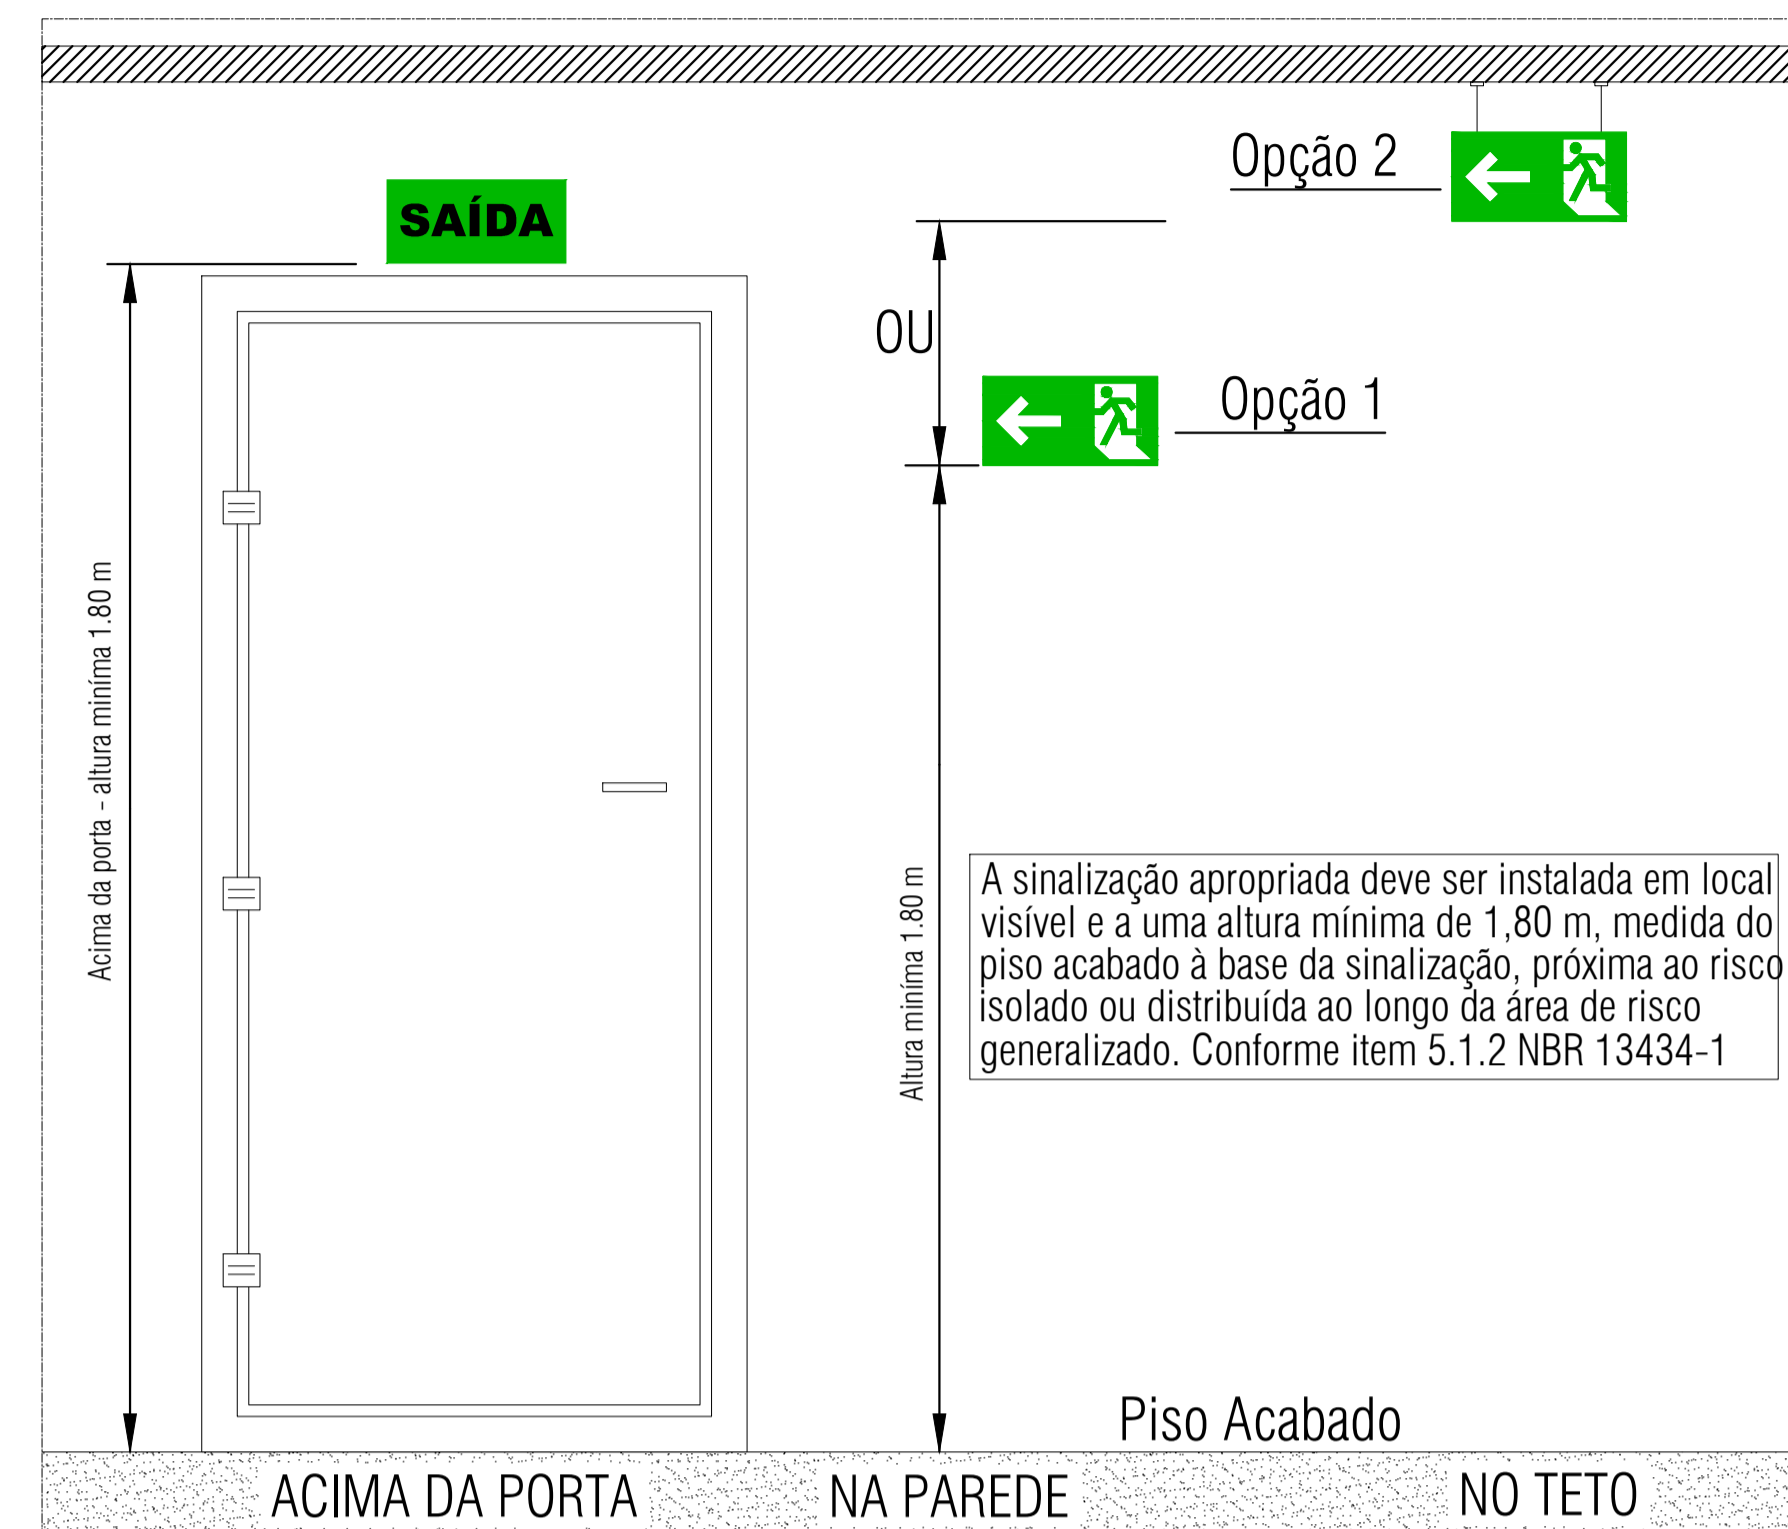 Opção 2
SAÍDA
OU
Opção 1
Acima da porta - altura miníma 1.80 m
Altura miníma 1.80 m
A sinalização apropriada deve ser instalada em local
visível e a uma altura mínima de 1,80 m, medida do
piso acabado à base da sinalização, próxima ao risco
isolado ou distribuída ao longo da área de risco
generalizado. Conforme item 5.1.2 NBR 13434-1
Piso Acabado
ACIMA DA PORTA
NA PAREDE
NO TETO